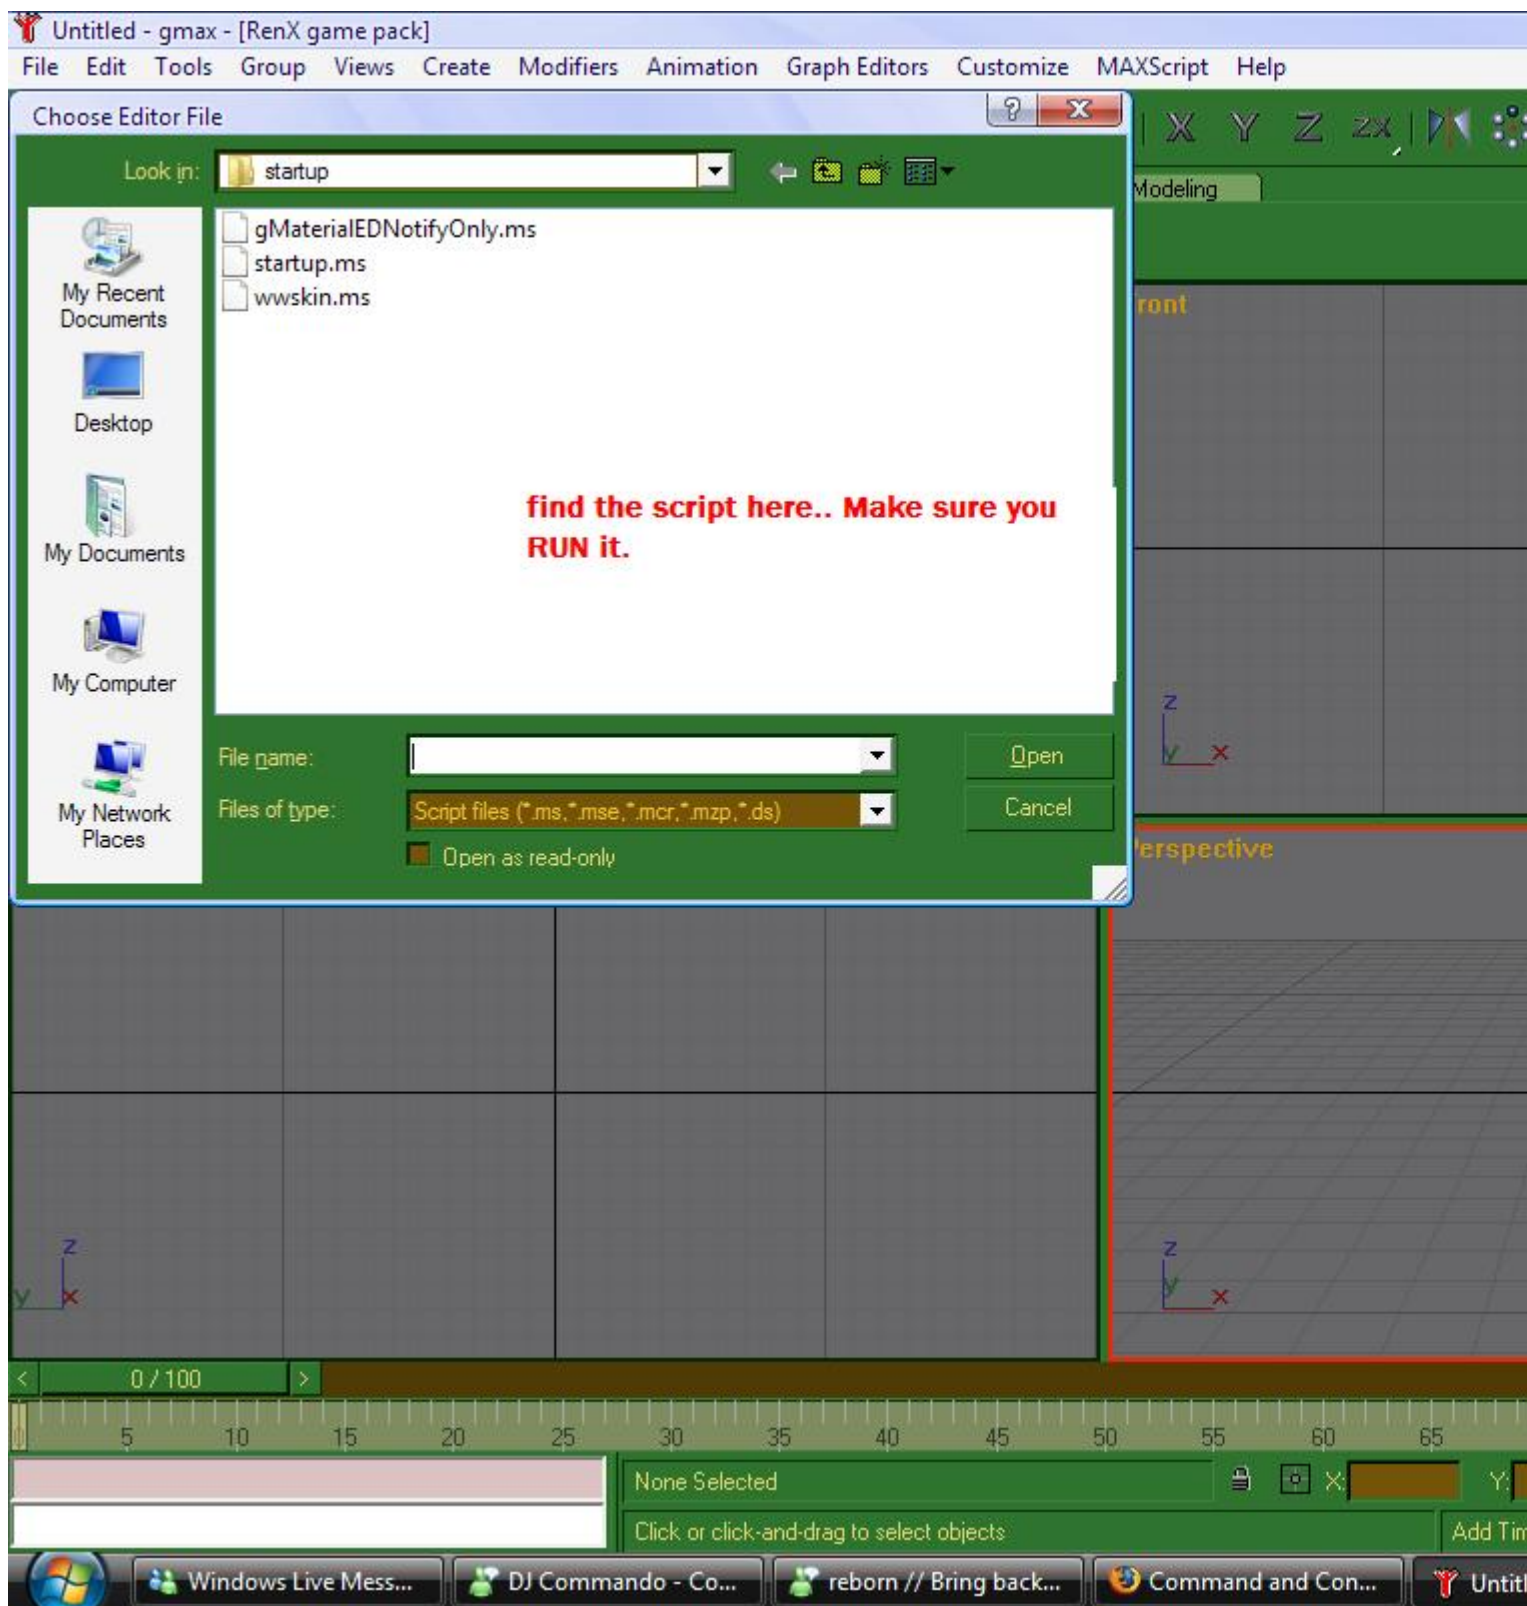 Untitled - gmax - [RenX game pack]
File Edit Tools Group Views Create Modifiers Animation Graph Editors Customize MAXScript Help
Choose Editor File
X Y Z ZX
Look in: startup
Modeling
gMaterialEDNotifyOnly.ms
startup.ms
wwskin.ms
My Recent
Documents
ront
Desktop
find the script here.. Make sure you
RUN it.
My Documents
My Computer
z
y x
File name: Open
Files of type: Script files (*.ms,*.mse,*.mcr,*.mzp,*.ds) Cancel
My Network
Places
Open as read-only
erspective
z
y x
z
y x
< 0 / 100 >
5 10 15 20 25 30 35 40 45 50 55 60 65
None Selected X: Y:
Click or click-and-drag to select objects Add Tim
Windows Live Mess... DJ Commando - Co... reborn // Bring back... Command and Con... Untitl